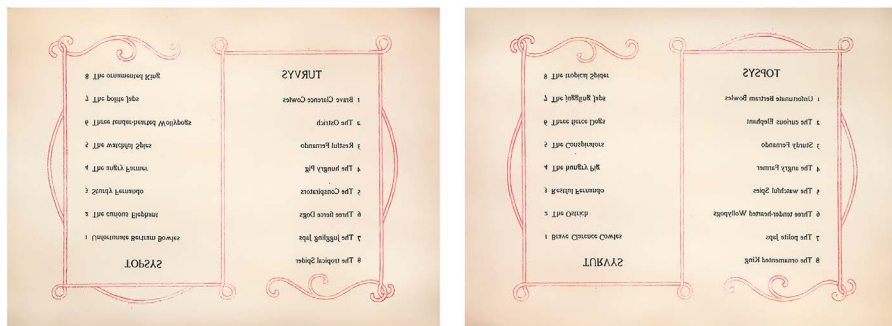 TOPSYS
1 Unfortunate Bertram Bowles
2 The curious Elephant
3 Sturdy Fernando
4 The angry Farmer
5 The watchful Spies
6 Three tender-hearted Wollypogs
7 The polite Japs
8 The ornamented King
TURVYS
1 Brave Clarence Cowles
2 The Ostrich
3 Restful Fernando
4 The hungry Pig
5 The Conspirators
6 Three fierce Dogs
7 The juggling Japs
8 The tropical Spider
TURVYS
1 Brave Clarence Cowles
2 The Ostrich
3 Restful Fernando
4 The hungry Pig
5 The Conspirators
6 Three fierce Dogs
7 The juggling Japs
8 The tropical Spider
TOPSYS
1 Unfortunate Bertram Bowles
2 The curious Elephant
3 Sturdy Fernando
4 The angry Farmer
5 The watchful Spies
6 Three tender-hearted Wollypogs
7 The polite Japs
8 The ornamented King